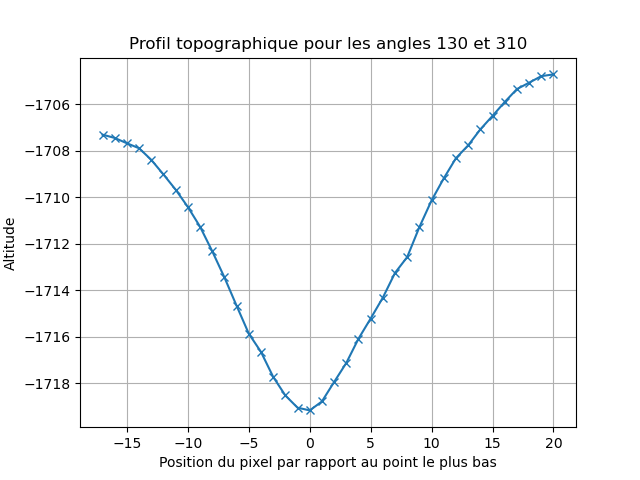 Profil topographique pour les angles 130 et 310
Altitude
−1706
−1708
−1710
−1712
−1714
−1716
−1718
−15 −10 −5 0 5 10 15 20
Position du pixel par rapport au point le plus bas